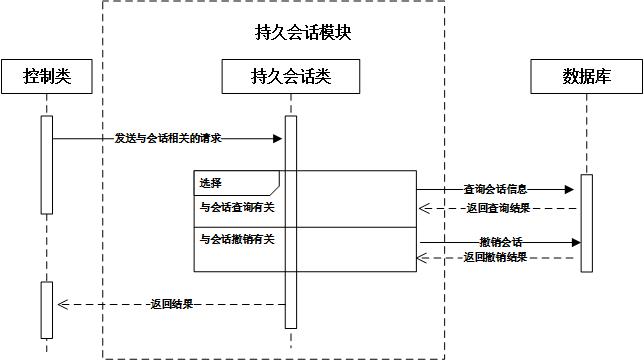 持久会话模块
控制类
持久会话类
数据库
发送与会话相关的请求
选择
查询会话信息
与会话查询有关
返回查询结果
与会话撤销有关
撤销会话
返回撤销结果
返回结果